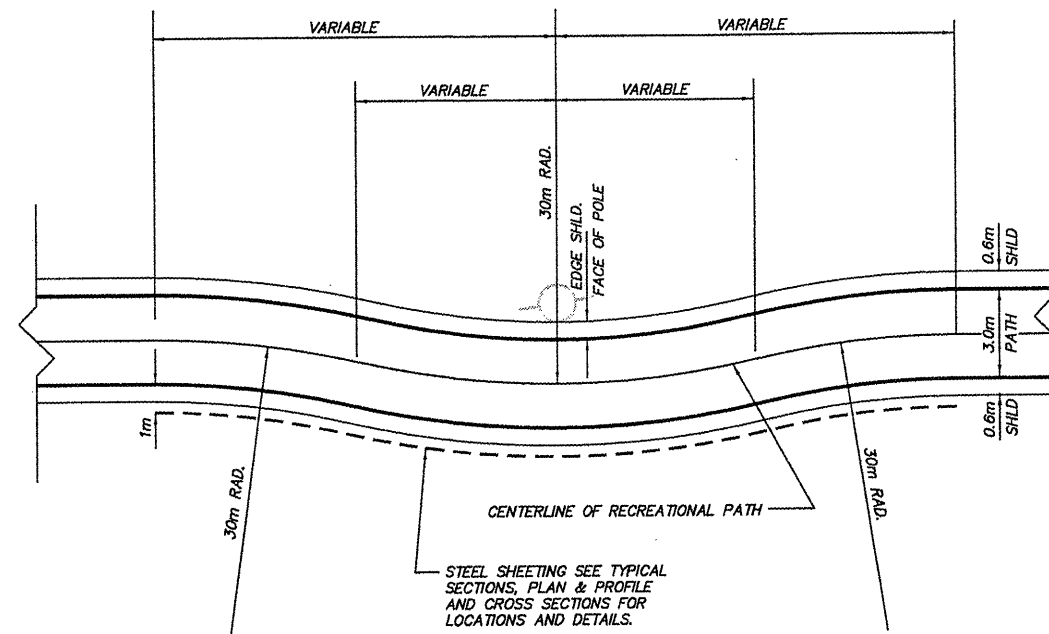 VARIABLE
VARIABLE
VARIABLE
VARIABLE
30m RAD.
EDGE SHLD.
FACE OF POLE
0.6m
SHLD
3.0m
PATH
0.6m
SHLD
1m
30m RAD.
30m RAD.
CENTERLINE OF RECREATIONAL PATH
STEEL SHEETING SEE TYPICAL
SECTIONS, PLAN & PROFILE
AND CROSS SECTIONS FOR
LOCATIONS AND DETAILS.